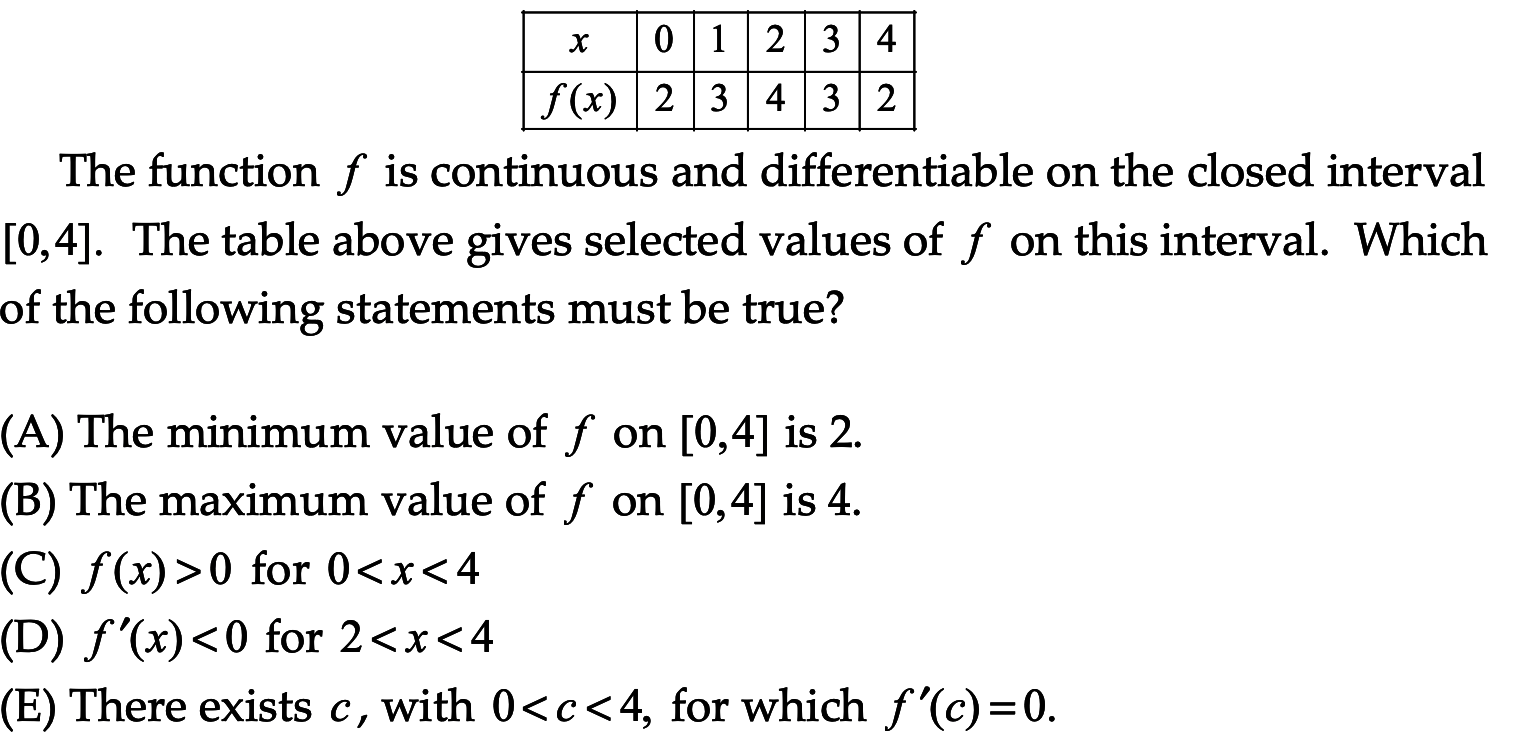 x 0 1 2 3 4
f(x) 2 3 4 3 2
The function f is continuous and differentiable on the closed interval
[0,4]. The table above gives selected values of f on this interval. Which
of the following statements must be true?
(A) The minimum value of f on [0,4] is 2.
(B) The maximum value of f on [0,4] is 4.
(C) f(x)>0 for 0<x<4
(D) f′(x)<0 for 2<x<4
(E) There exists c, with 0<c<4, for which f′(c)=0.